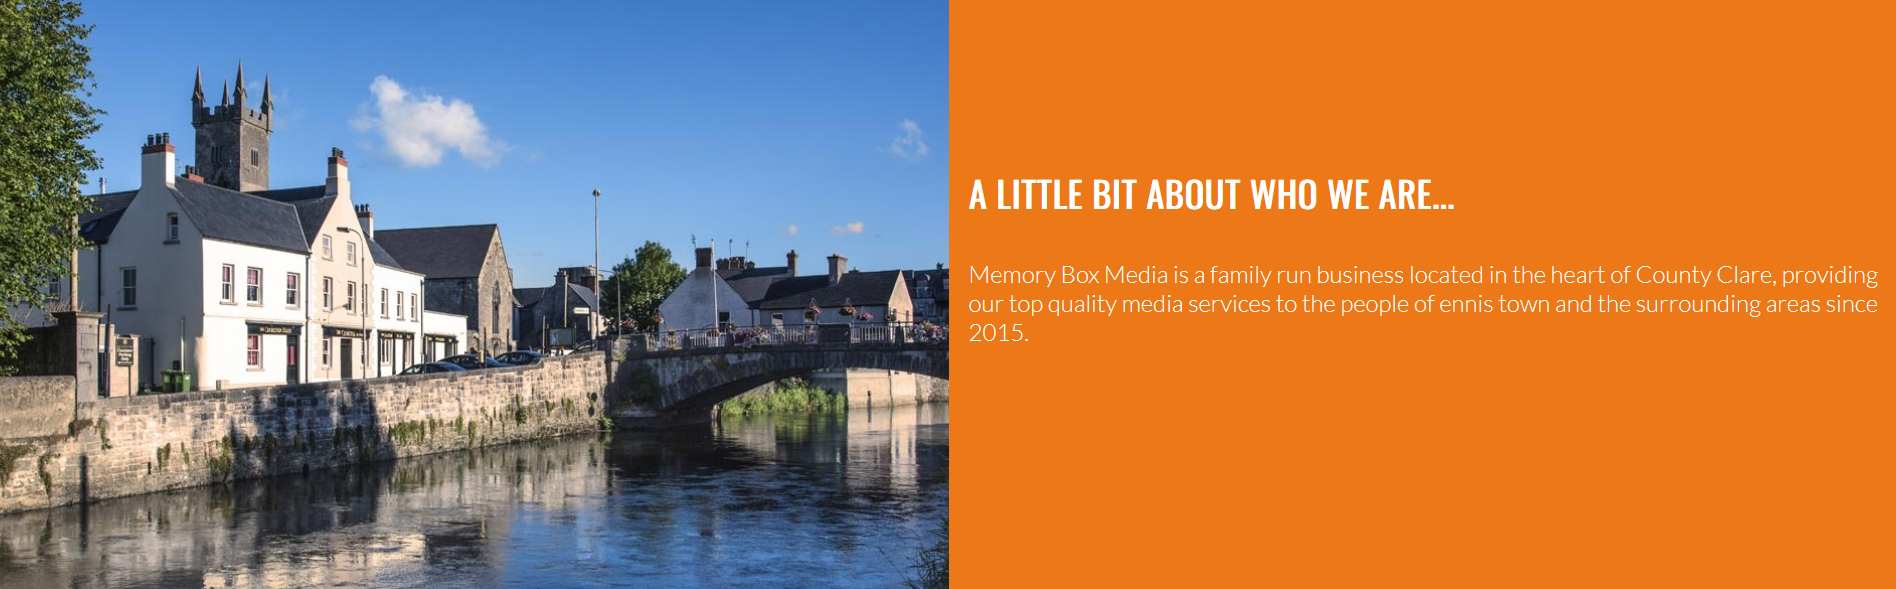 A LITTLE BIT ABOUT WHO WE ARE...
Memory Box Media is a family run business located in the heart of County Clare, providing
our top quality media services to the people of ennis town and the surrounding areas since
2015.